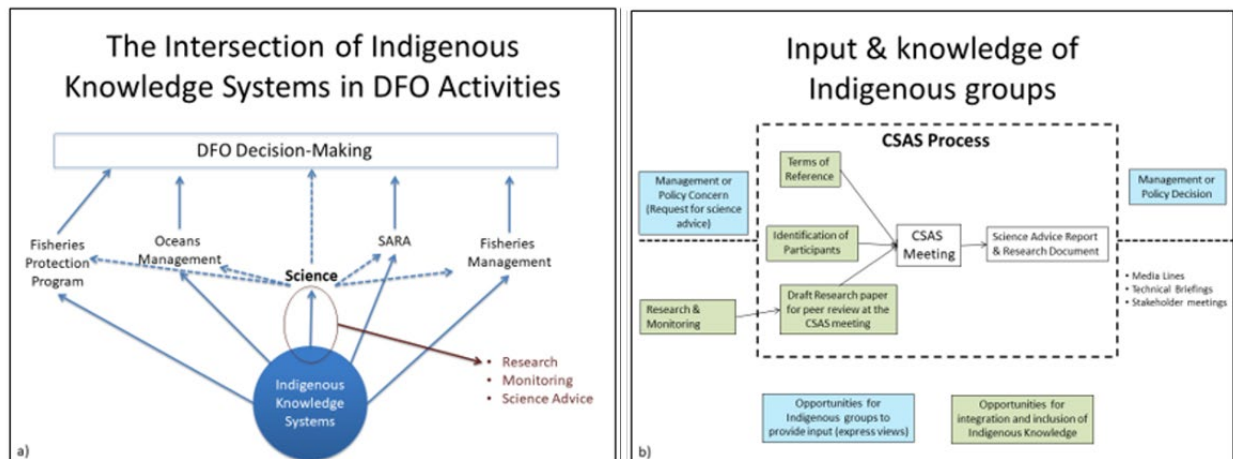 The Intersection of Indigenous
Knowledge Systems in DFO Activities
DFO Decision-Making
Fisheries
Protection
Program
Oceans
Management
Science
SARA
Fisheries
Management
Indigenous
Knowledge
Systems
• Research
• Monitoring
• Science Advice
a)
Input & knowledge of
Indigenous groups
CSAS Process
Management or
Policy Concern
(Request for science
advice)
Terms of
Reference
Identification of
Participants
Research &
Monitoring
Draft Research paper
for peer review at the
CSAS meeting
CSAS
Meeting
Science Advice Report
& Research Document
Management or
Policy Decision
• Media Lines
• Technical Briefings
• Stakeholder meetings
Opportunities for
Indigenous groups to
provide input (express views)
Opportunities for
integration and inclusion of
Indigenous Knowledge
b)